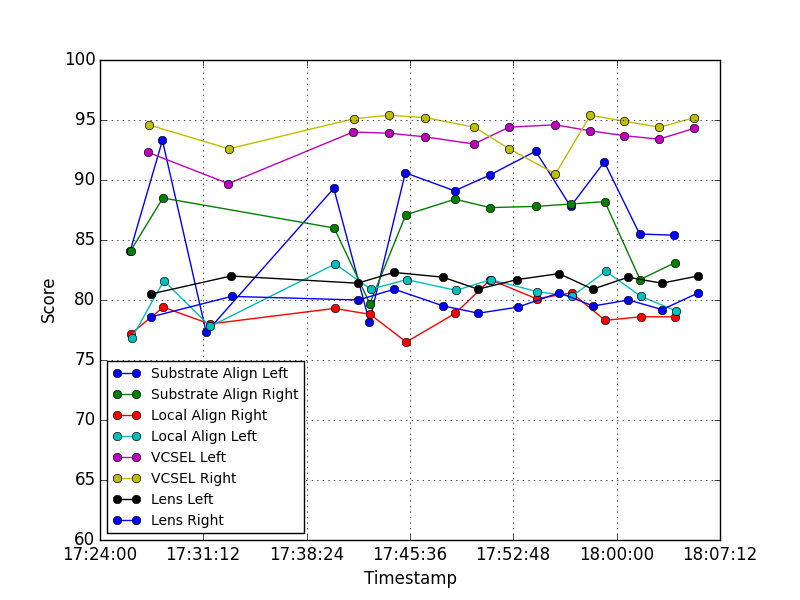 100
95
90
85
80
75
70
65
60
Score
Substrate Align Left
Substrate Align Right
Local Align Right
Local Align Left
VCSEL Left
VCSEL Right
Lens Left
Lens Right
17:24:00 17:31:12 17:38:24 17:45:36 17:52:48 18:00:00 18:07:12
Timestamp